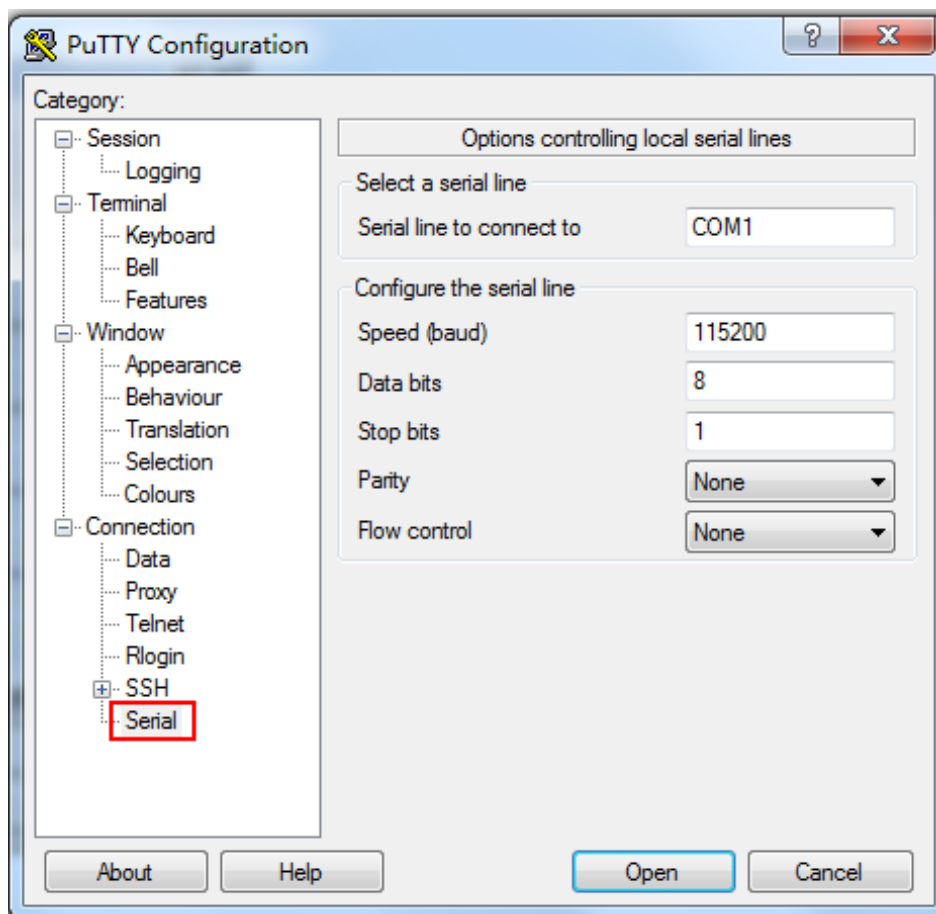 PuTTY Configuration
Category:
Session
Logging
Terminal
Keyboard
Bell
Features
Window
Appearance
Behaviour
Translation
Selection
Colours
Connection
Data
Proxy
Telnet
Rlogin
SSH
Serial
Options controlling local serial lines
Select a serial line
Serial line to connect to COM1
Configure the serial line
Speed (baud) 115200
Data bits 8
Stop bits 1
Parity None
Flow control None
About Help Open Cancel